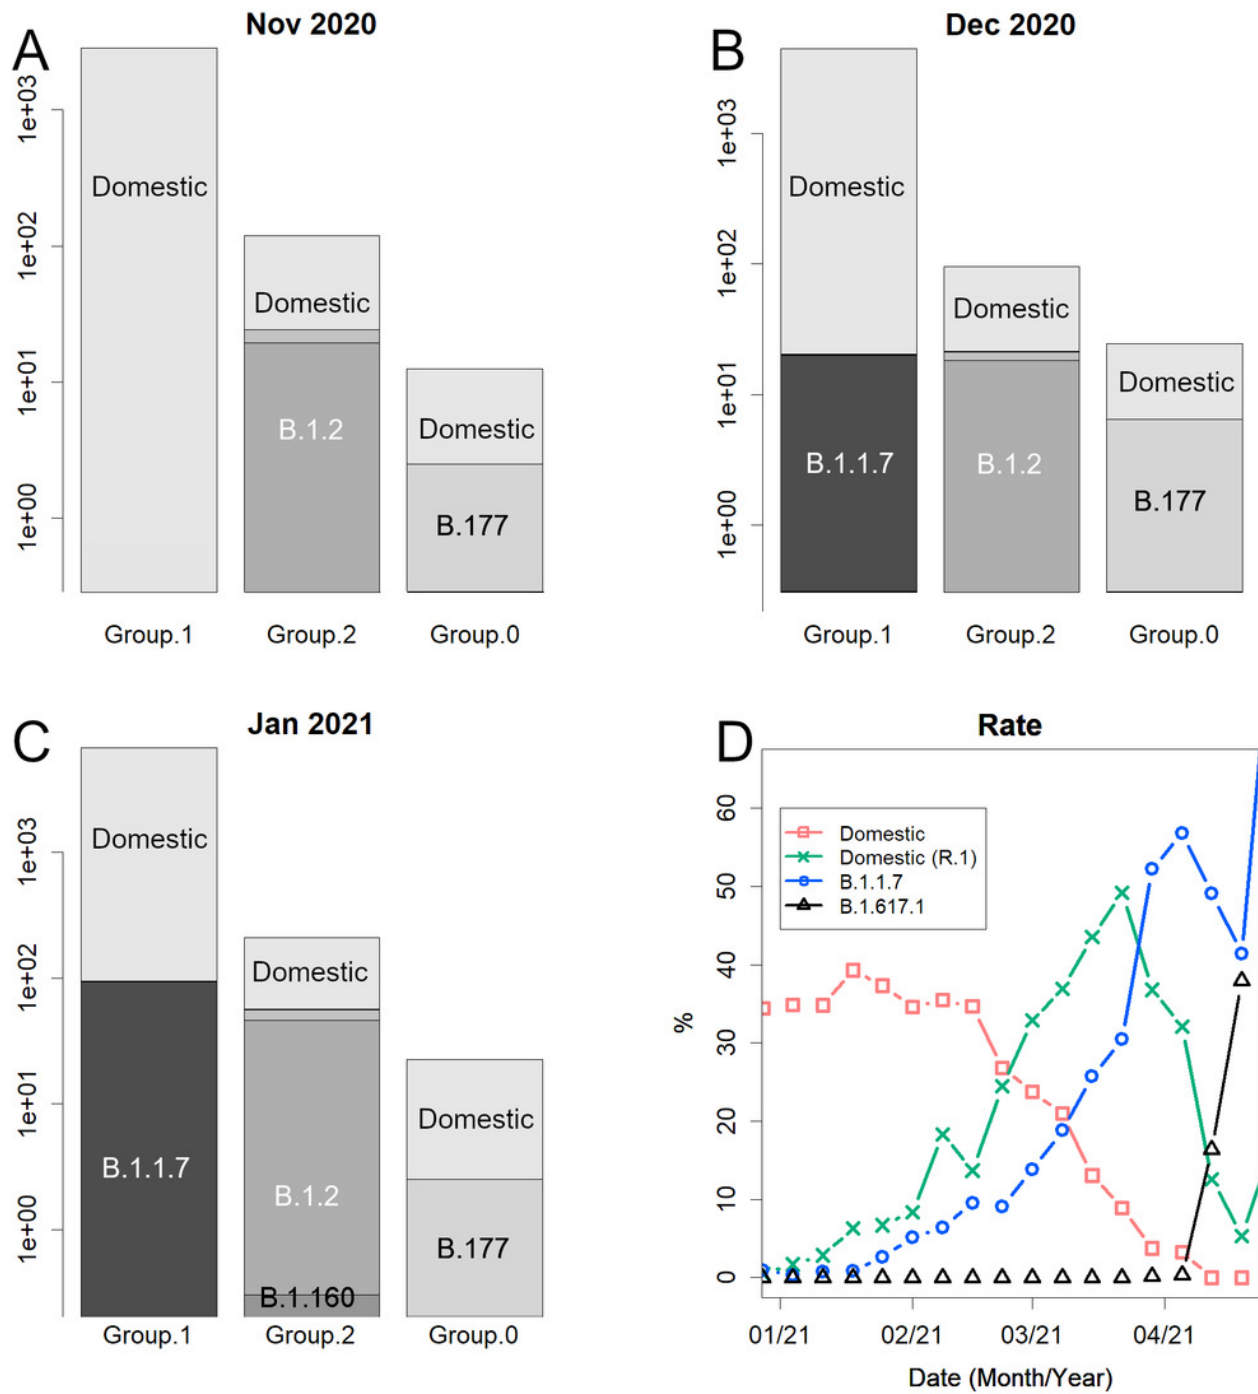 A
Nov 2020
1e+03
1e+02
1e+01
1e+00
Domestic
Domestic
B.1.2
Domestic
B.177
Group.1
Group.2
Group.0
B
Dec 2020
1e+03
1e+02
1e+01
1e+00
Domestic
B.1.1.7
Domestic
B.1.2
Domestic
B.177
Group.1
Group.2
Group.0
C
Jan 2021
1e+03
1e+02
1e+01
1e+00
Domestic
B.1.1.7
Domestic
B.1.2
B.1.160
Domestic
B.177
Group.1
Group.2
Group.0
D
Rate
%
60
50
40
30
20
10
0
Domestic
Domestic (R.1)
B.1.1.7
B.1.617.1
01/21
02/21
03/21
04/21
Date (Month/Year)